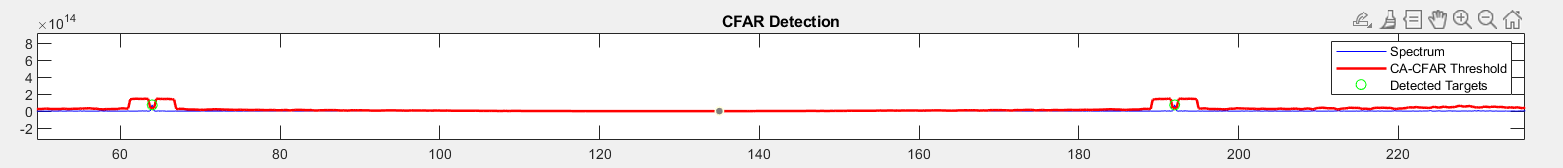 CFAR Detection
×10^14
8
6
4
2
0
-2
60 80 100 120 140 160 180 200 220
Spectrum
CA-CFAR Threshold
Detected Targets